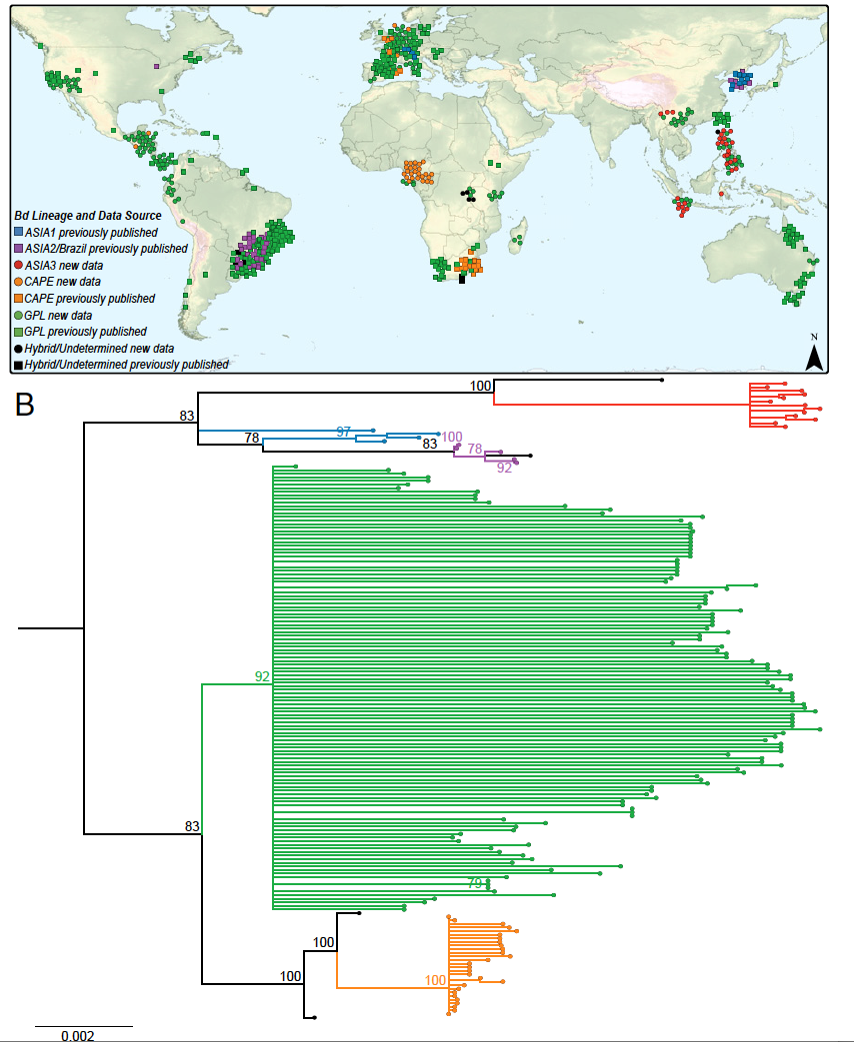 Bd Lineage and Data Source
ASIA1 previously published
ASIA2/Brazil previously published
ASIA3 new data
CAPE new data
CAPE previously published
GPL new data
GPL previously published
Hybrid/Undetermined new data
Hybrid/Undetermined previously published
N
B
100
83
97
78
83
100
78
92
92
83
79
100
100
100
0.002